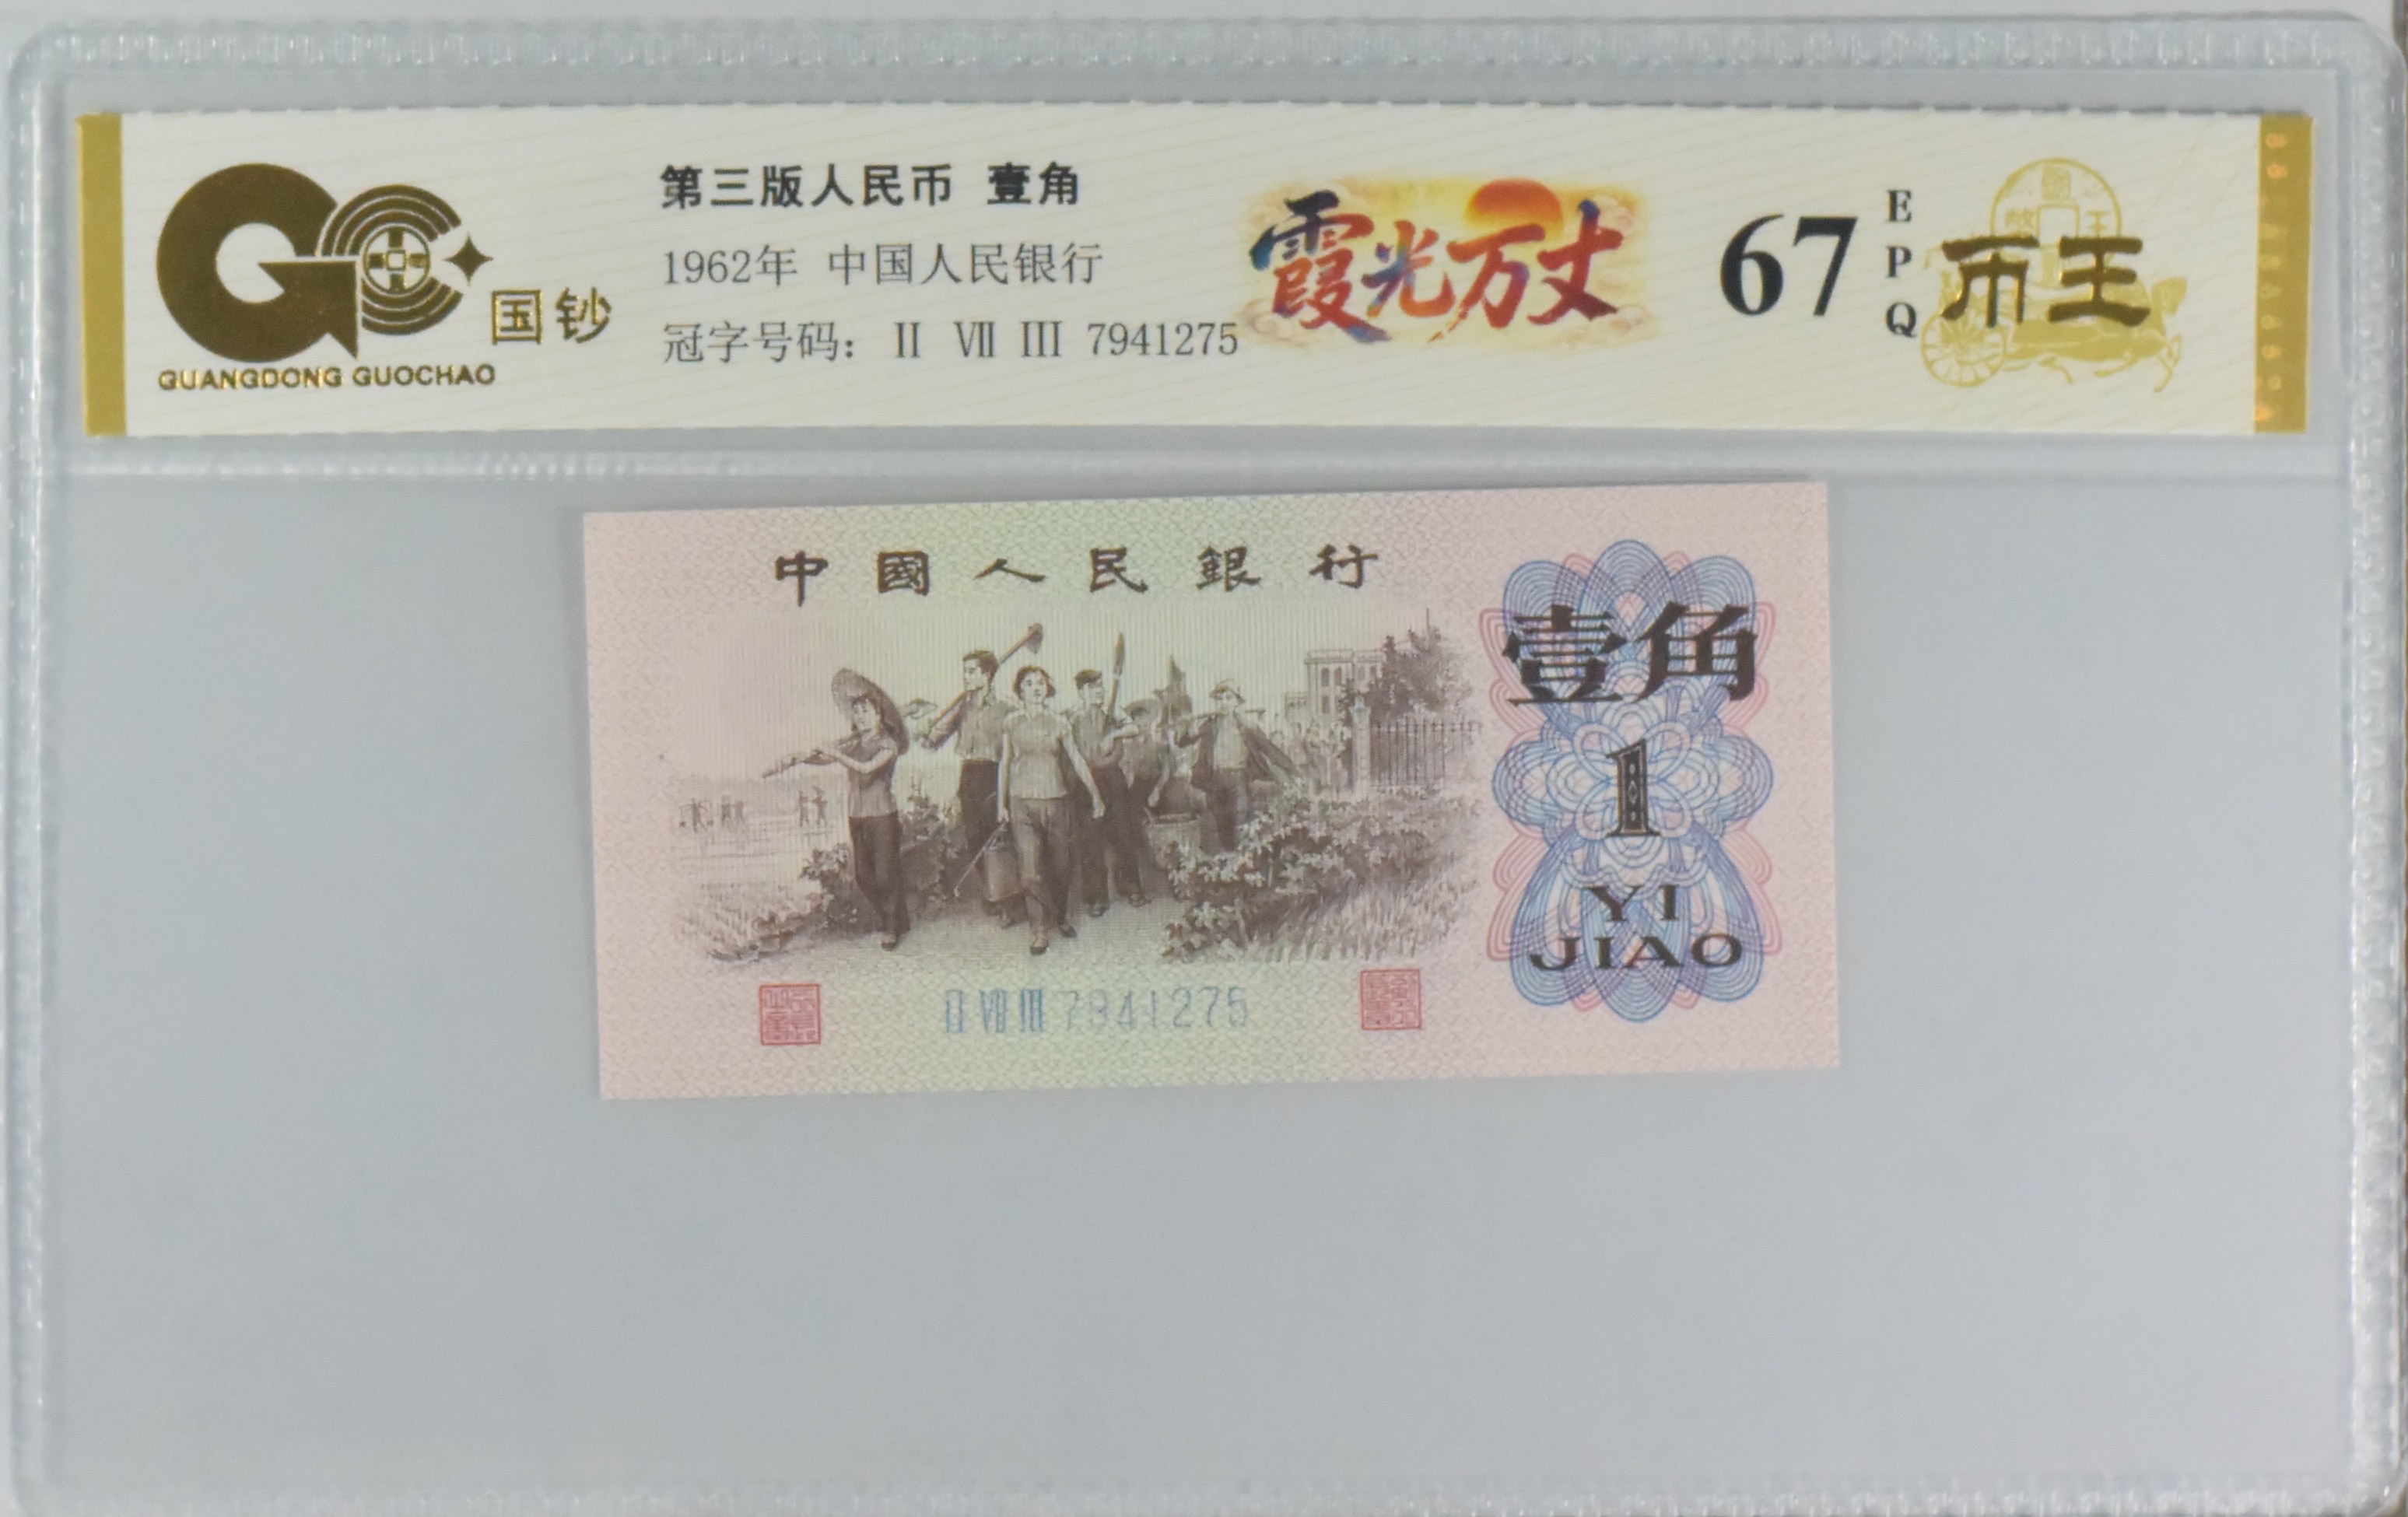 国钞
GUANGDONG GUOCHAO
第三版人民币 壹角
1962年 中国人民银行
冠字号码: II VII III 7941275
霞光万丈
67
EPQ
币王
中國人民銀行
壹角
1
YI
JIAO
II VII III 7941275